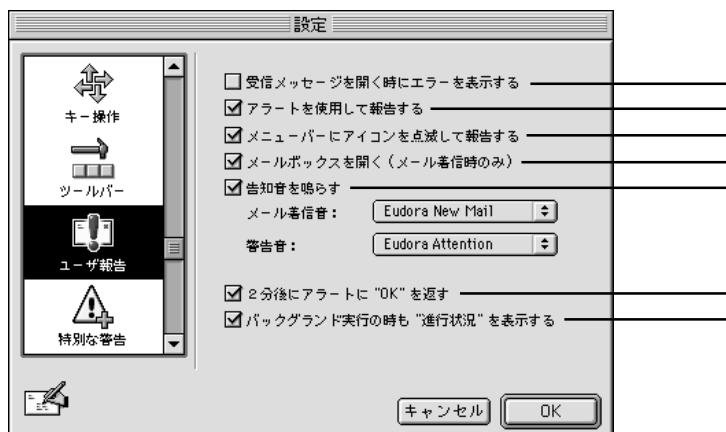 設定
キー操作
ツールバー
ユーザ報告
特別な警告
受信メッセージを開く時にエラーを表示する
アラートを使用して報告する
メニューバーにアイコンを点滅して報告する
メールボックスを開く(メール着信時のみ)
告知音を鳴らす
メール着信音: Eudora New Mail
警告音: Eudora Attention
2分後にアラートに "OK" を返す
バックグランド実行の時も "進行状況" を表示する
キャンセル OK